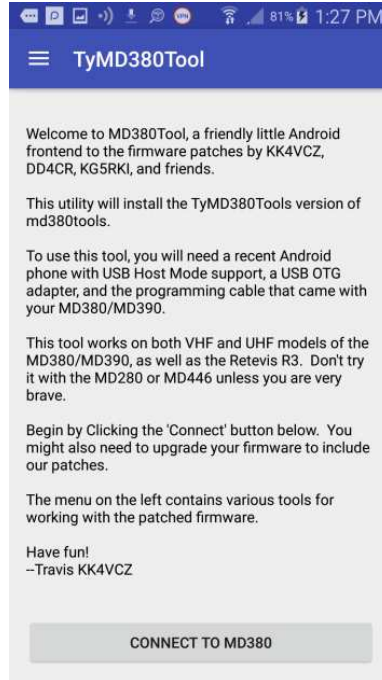 VPN 81% 1:27 PM
TyMD380Tool
Welcome to MD380Tool, a friendly little Android
frontend to the firmware patches by KK4VCZ,
DD4CR, KG5RKI, and friends.
This utility will install the TyMD380Tools version of
md380tools.
To use this tool, you will need a recent Android
phone with USB Host Mode support, a USB OTG
adapter, and the programming cable that came with
your MD380/MD390.
This tool works on both VHF and UHF models of the
MD380/MD390, as well as the Retevis R3.  Don't try
it with the MD280 or MD446 unless you are very
brave.
Begin by Clicking the 'Connect' button below.  You
might also need to upgrade your firmware to include
our patches.
The menu on the left contains various tools for
working with the patched firmware.
Have fun!
--Travis KK4VCZ
CONNECT TO MD380